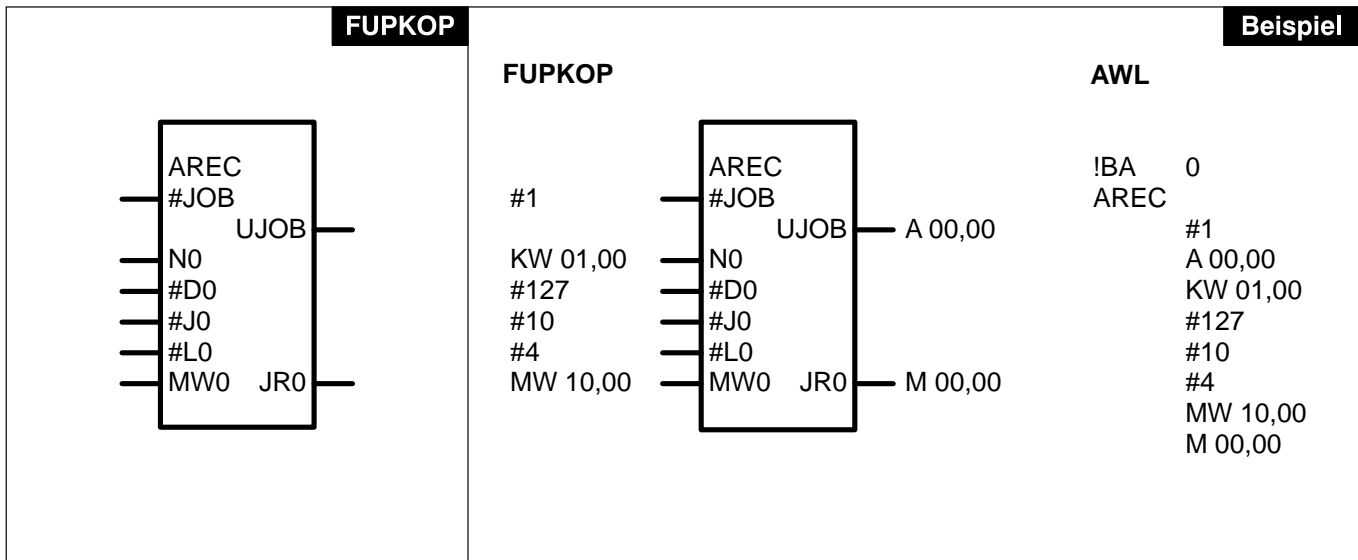 FUPKOP
AREC
#JOB
UJOB
N0
#D0
#J0
#L0
MW0 JR0
Beispiel
FUPKOP
AREC
#1 #JOB
UJOB A 00,00
KW 01,00 N0
#127 #D0
#10 #J0
#4 #L0
MW 10,00 MW0 JR0 M 00,00
AWL
!BA 0
AREC
#1
A 00,00
KW 01,00
#127
#10
#4
MW 10,00
M 00,00